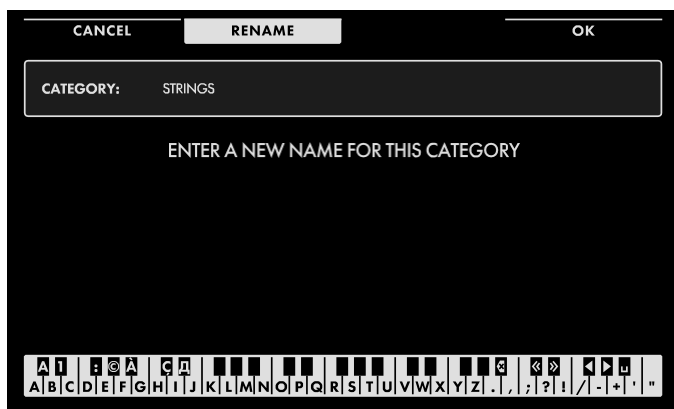 CANCEL RENAME OK
CATEGORY: STRINGS
ENTER A NEW NAME FOR THIS CATEGORY
A 1 : © À Ç Д ⌫ « » ◀ ▶ ␣
A B C D E F G H I J K L M N O P Q R S T U V W X Y Z . , ; ? ! / - + ' "